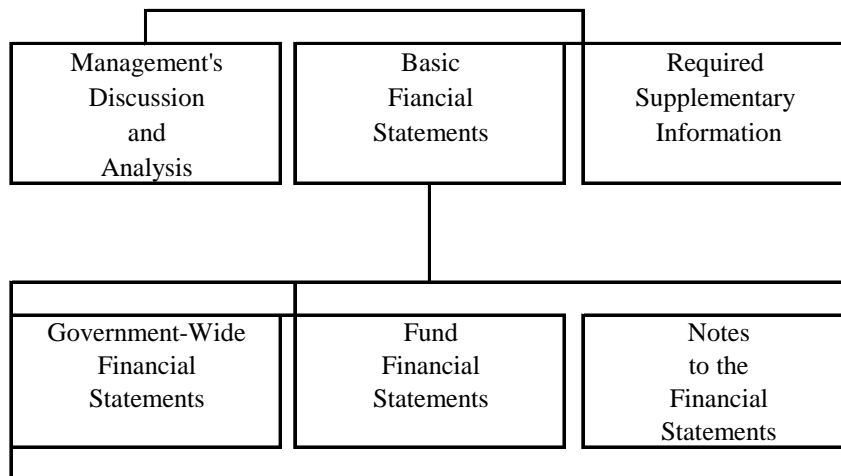 Management's
Discussion
and
Analysis
Basic
Fiancial
Statements
Required
Supplementary
Information
Government-Wide
Financial
Statements
Fund
Financial
Statements
Notes
to the
Financial
Statements